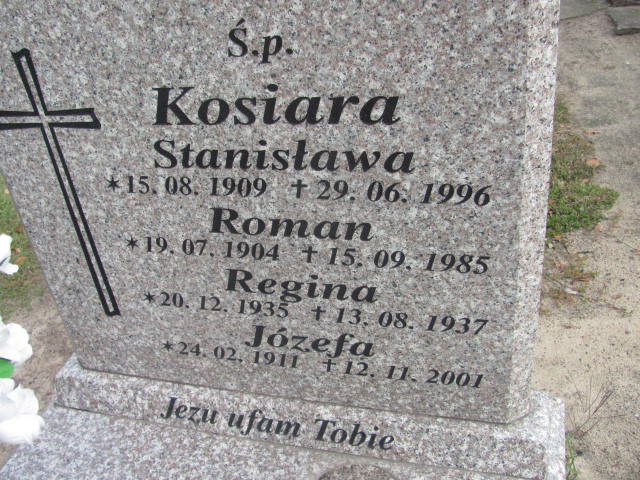 Ś.p.
Kosiara
Stanisława
*15. 08. 1909 †29. 06. 1996
Roman
*19. 07. 1904 †15. 09. 1985
Regina
*20. 12. 1935 †13. 08. 1937
Józefa
*24. 02. 1911 †12. 11. 2001
Jezu ufam Tobie